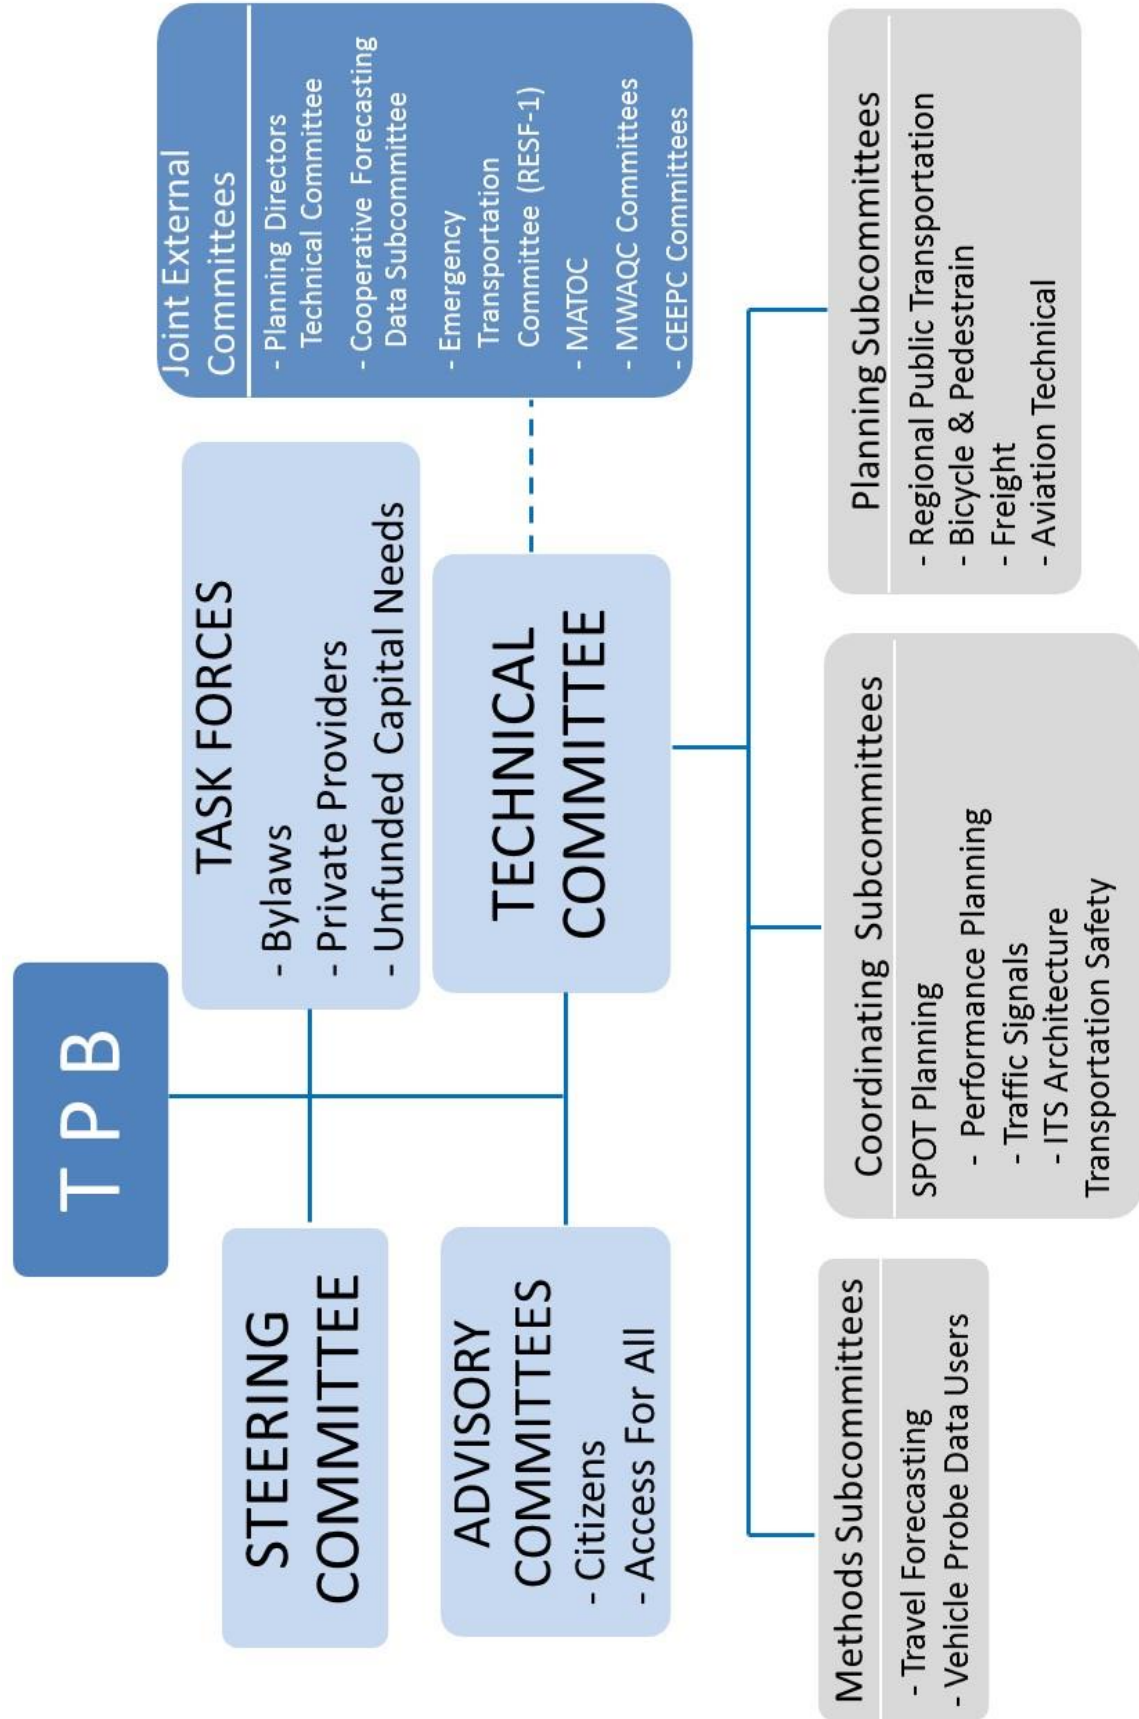 T P B
STEERING
COMMITTEE
TASK FORCES
- Bylaws
- Private Providers
- Unfunded Capital Needs
ADVISORY
COMMITTEES
- Citizens
- Access For All
TECHNICAL
COMMITTEE
Joint External
Committees
- Planning Directors
Technical Committee
- Cooperative Forecasting
Data Subcommittee
- Emergency
Transportation
Committee (RESF-1)
- MATOC
- MWAQC Committees
- CEEPC Committees
Methods Subcommittees
- Travel Forecasting
- Vehicle Probe Data Users
Coordinating Subcommittees
SPOT Planning
- Performance Planning
- Traffic Signals
- ITS Architecture
Transportation Safety
Planning Subcommittees
- Regional Public Transportation
- Bicycle & Pedestrain
- Freight
- Aviation Technical